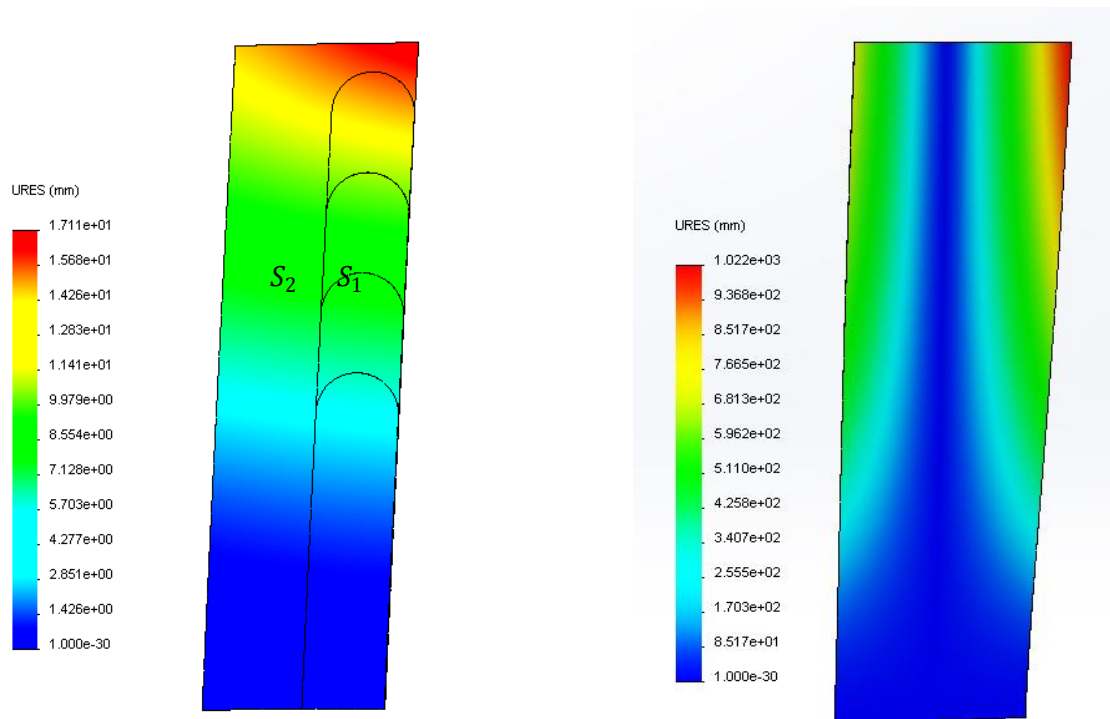 URES (mm)
1.711e+01
1.568e+01
1.426e+01
1.283e+01
1.141e+01
9.979e+00
8.554e+00
7.128e+00
5.703e+00
4.277e+00
2.851e+00
1.426e+00
1.000e-30
S₂ S₁
URES (mm)
1.022e+03
9.368e+02
8.517e+02
7.665e+02
6.813e+02
5.962e+02
5.110e+02
4.258e+02
3.407e+02
2.555e+02
1.703e+02
8.517e+01
1.000e-30